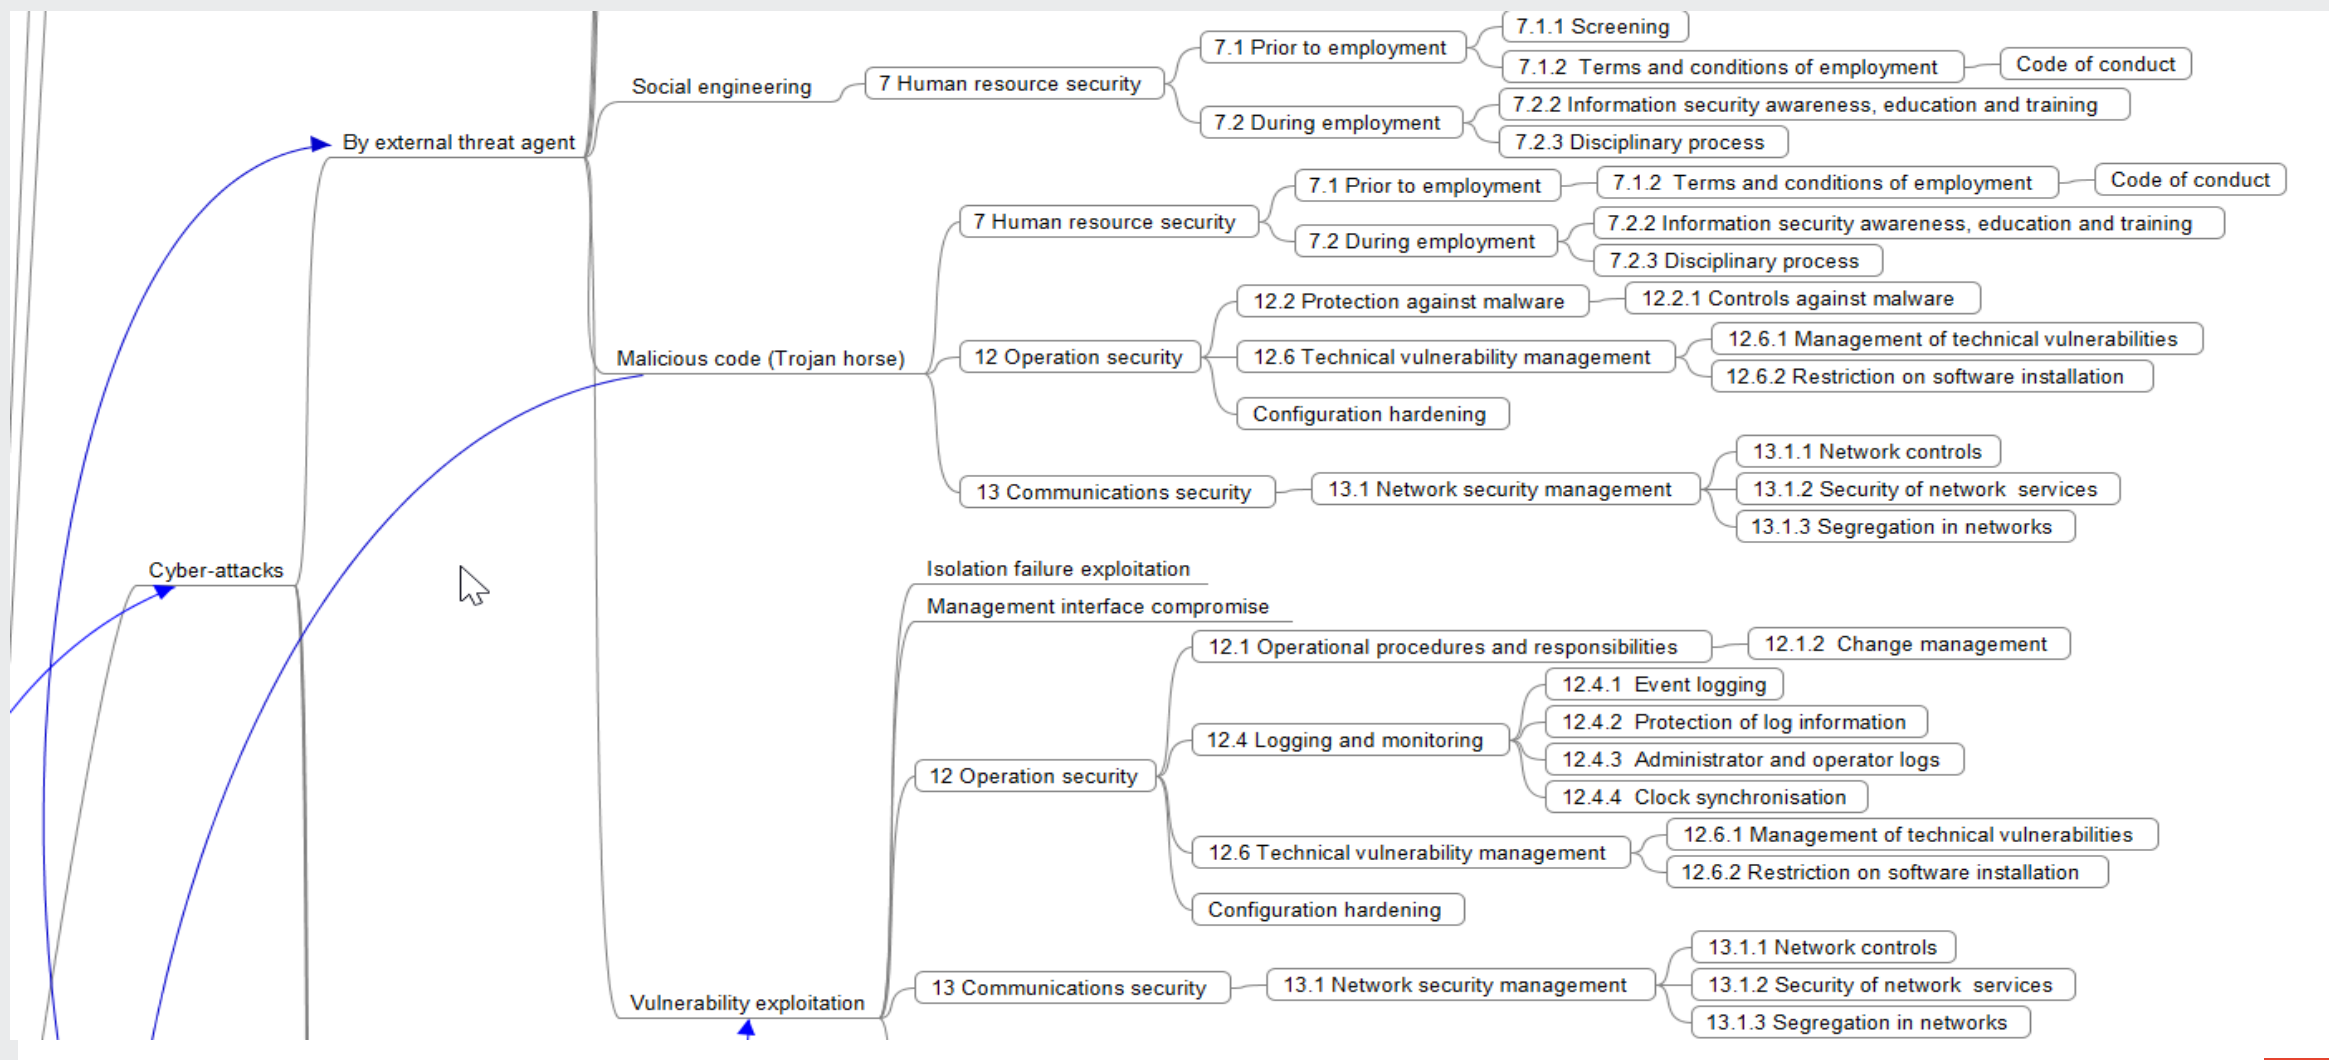 7.1.1 Screening
7.1 Prior to employment
7.1.2  Terms and conditions of employment
Code of conduct
Social engineering
7 Human resource security
7.2.2 Information security awareness, education and training
7.2 During employment
7.2.3 Disciplinary process
By external threat agent
7.1 Prior to employment
7.1.2  Terms and conditions of employment
Code of conduct
7 Human resource security
7.2.2 Information security awareness, education and training
7.2 During employment
7.2.3 Disciplinary process
12.2 Protection against malware
12.2.1 Controls against malware
Malicious code (Trojan horse)
12 Operation security
12.6 Technical vulnerability management
12.6.1 Management of technical vulnerabilities
12.6.2 Restriction on software installation
Configuration hardening
13.1.1 Network controls
13 Communications security
13.1 Network security management
13.1.2 Security of network  services
13.1.3 Segregation in networks
Cyber-attacks
Isolation failure exploitation
Management interface compromise
12.1 Operational procedures and responsibilities
12.1.2  Change management
12.4.1  Event logging
12.4.2  Protection of log information
12.4 Logging and monitoring
12.4.3  Administrator and operator logs
12.4.4  Clock synchronisation
12 Operation security
12.6.1 Management of technical vulnerabilities
12.6 Technical vulnerability management
12.6.2 Restriction on software installation
Configuration hardening
13.1.1 Network controls
13 Communications security
13.1 Network security management
13.1.2 Security of network  services
13.1.3 Segregation in networks
Vulnerability exploitation